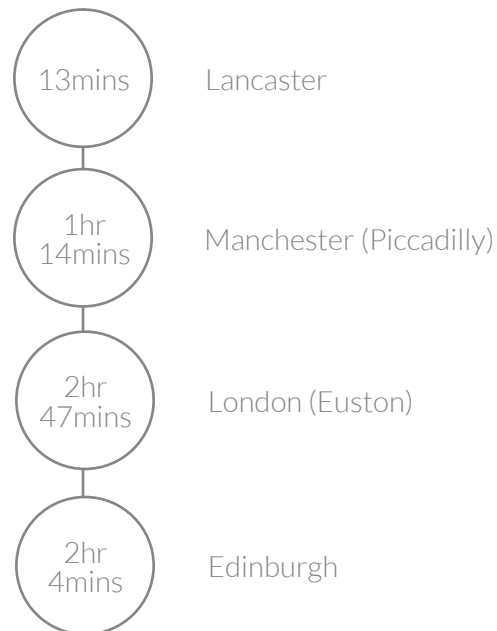 13mins
Lancaster
1hr
14mins
Manchester (Piccadilly)
2hr
47mins
London (Euston)
2hr
4mins
Edinburgh